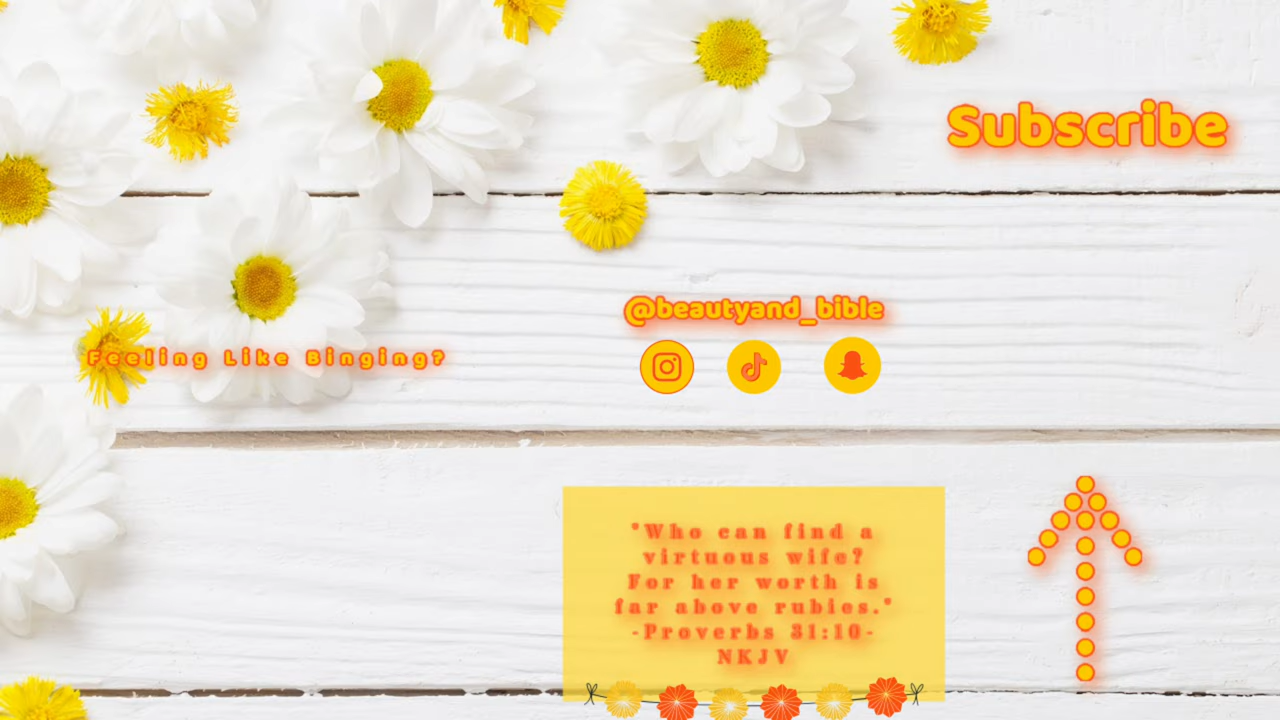 Subscribe
@beautyand_bible
Feeling Like Binging?
"Who can find a
virtuous wife?
For her worth is
far above rubies."
-Proverbs 31:10-
NKJV